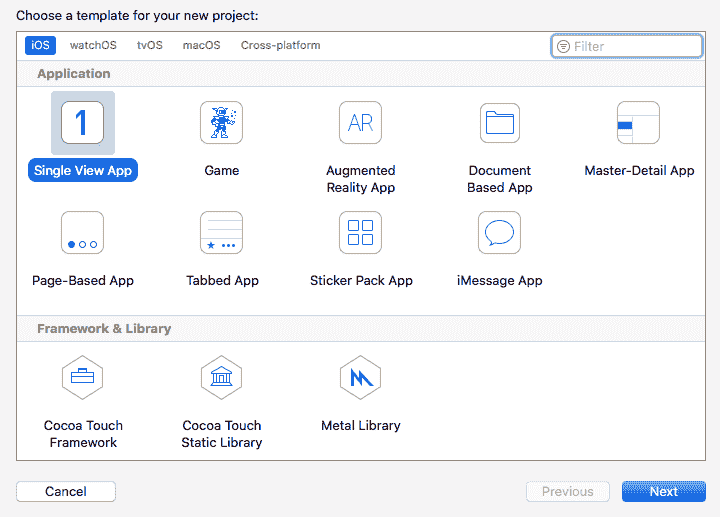 Choose a template for your new project:
iOS watchOS tvOS macOS Cross-platform Filter
Application
1 AR
Single View App Game Augmented Reality App Document Based App Master-Detail App
Page-Based App Tabbed App Sticker Pack App iMessage App
Framework & Library
Cocoa Touch Framework Cocoa Touch Static Library Metal Library
Cancel Previous Next